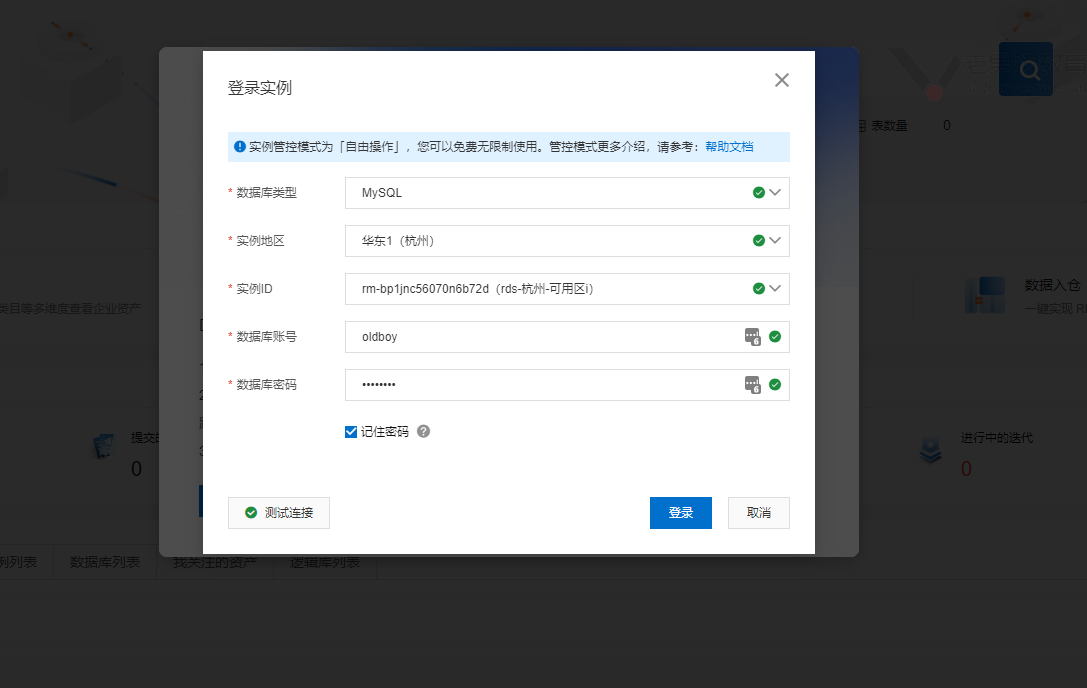 登录实例
实例管控模式为「自由操作」，您可以免费无限制使用。管控模式更多介绍，请参考：帮助文档
* 数据库类型 MySQL
* 实例地区 华东1（杭州）
* 实例ID rm-bp1jnc56070n6b72d（rds-杭州-可用区i）
* 数据库账号 oldboy
* 数据库密码 ••••••••
记住密码
测试连接 登录 取消
表数量 0
类目等多维度查看企业资产
数据入仓
一键实现 R
提交的
0
进行中的迭代
0
例列表 数据库列表 我关注的资产 逻辑库列表